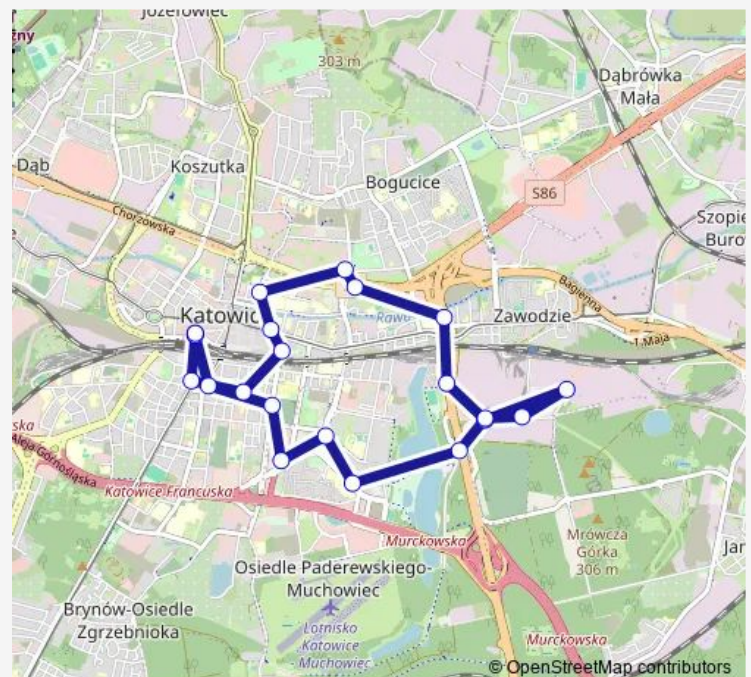 Józefowiec
303 m
Dąbrówka
Mała
Dąb
Koszutka
Bogucice
S86
Chorzowska
Szopie
Buro
Bagienna
Katowic
Rawa
Zawodzie
1 Maja
ska
Aleja Górnośląska
Katowice Francuska
Murckowska
Mrówcza
Górka
306 m
Jar
Osiedle Paderewskiego-
Muchowiec
Brynów-Osiedle
Zgrzebnioka
Lotnisko
Katowice
- Muchowiec
Murckowska
© OpenStreetMap contributors